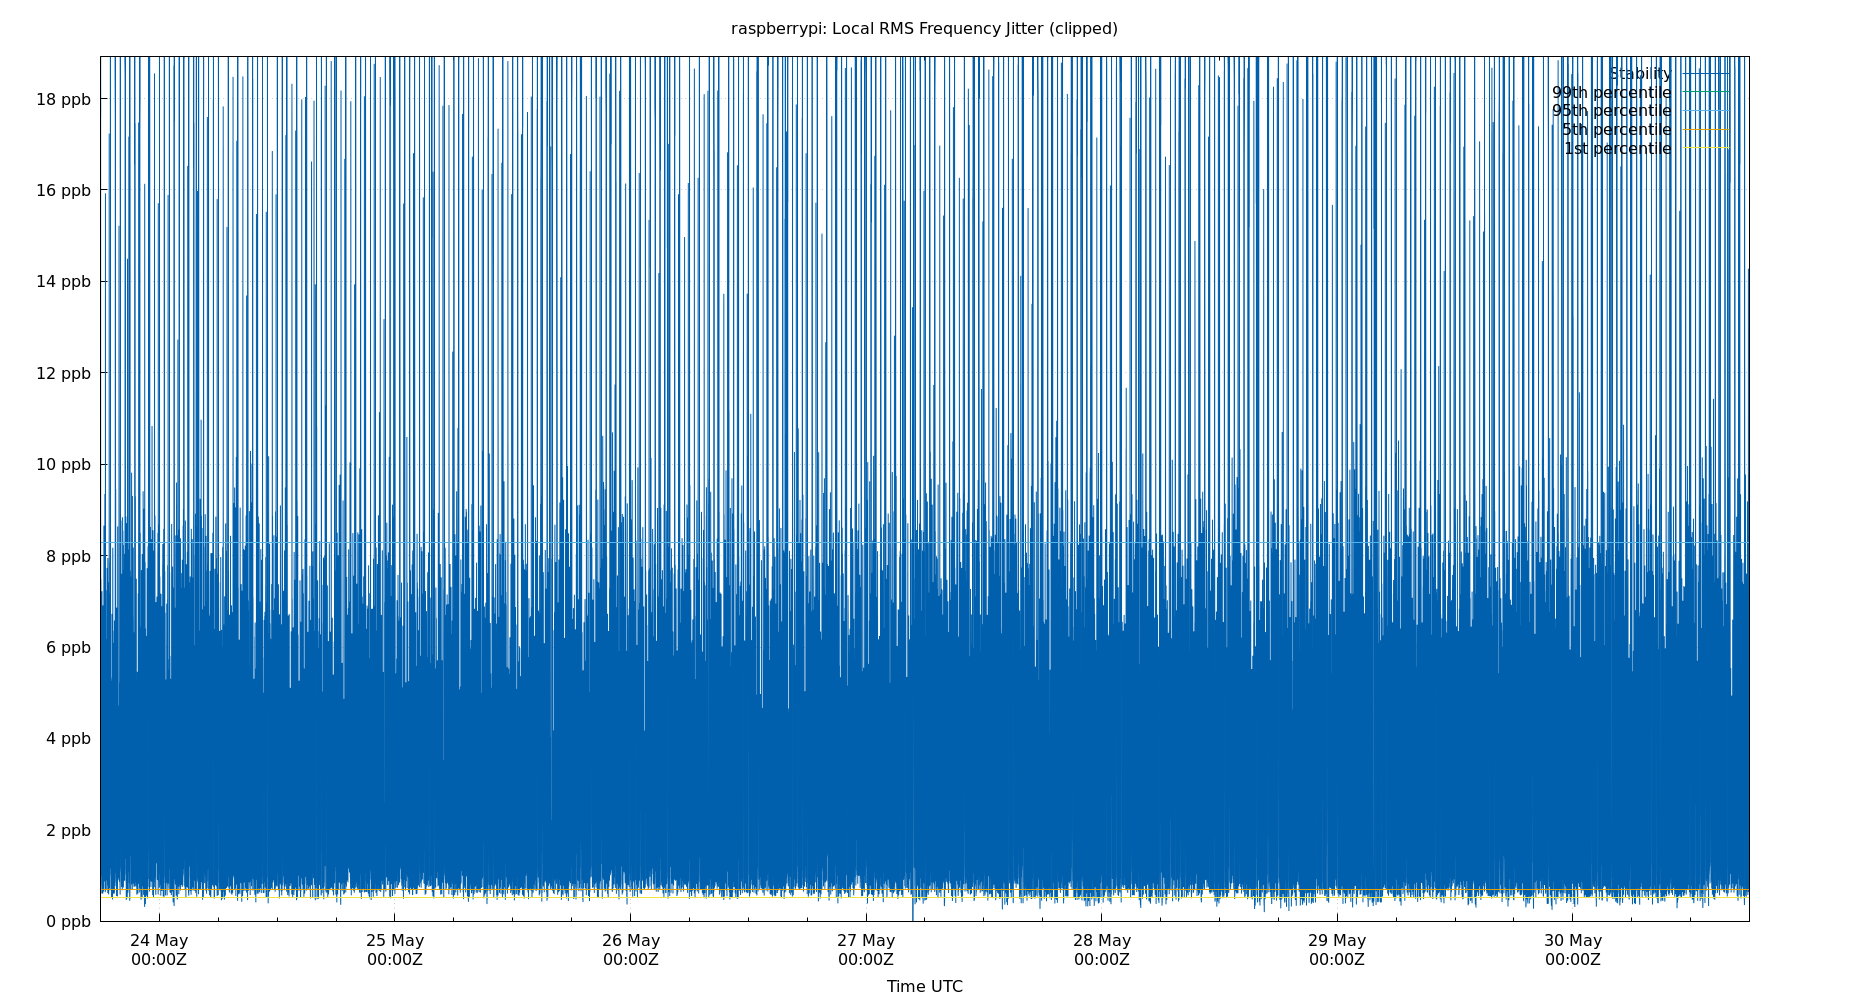 raspberrypi: Local RMS Frequency Jitter (clipped)
Stability
99th percentile
95th percentile
5th percentile
1st percentile
18 ppb
16 ppb
14 ppb
12 ppb
10 ppb
8 ppb
6 ppb
4 ppb
2 ppb
0 ppb
24 May 25 May 26 May 27 May 28 May 29 May 30 May
00:00Z 00:00Z 00:00Z 00:00Z 00:00Z 00:00Z 00:00Z
Time UTC